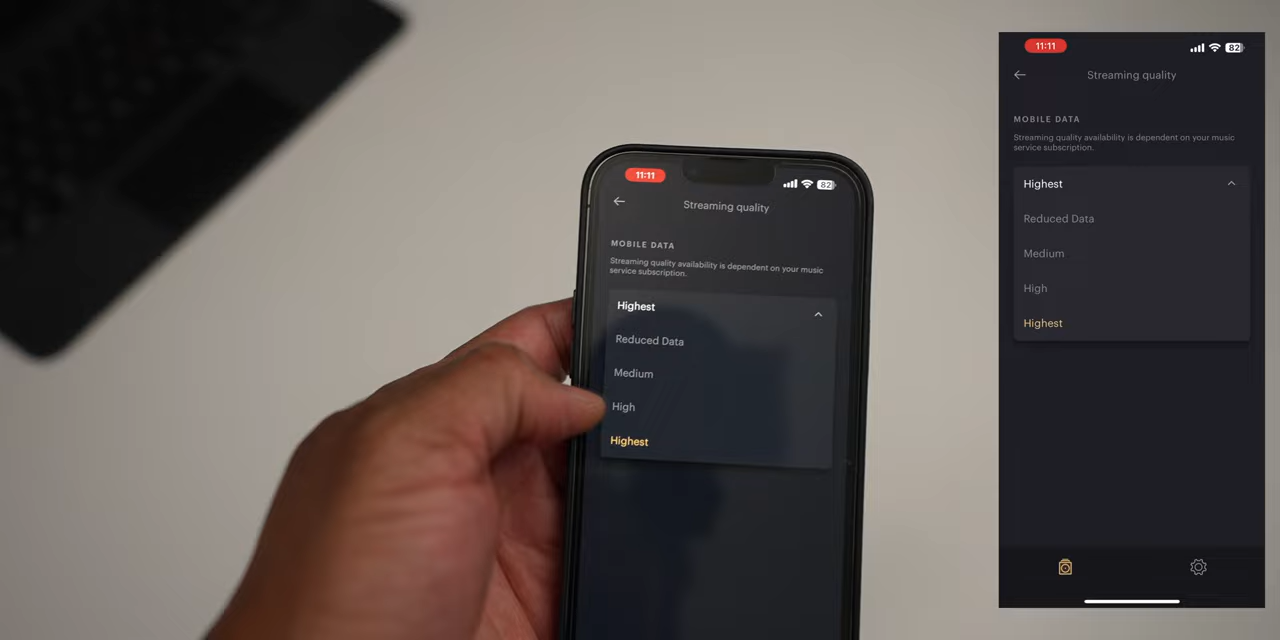 11:11
82
Streaming quality
MOBILE DATA
Streaming quality availability is dependent on your music
service subscription.
Highest
Reduced Data
Medium
High
Highest
11:11
82
Streaming quality
MOBILE DATA
Streaming quality availability is dependent on your music
service subscription.
Highest
Reduced Data
Medium
High
Highest